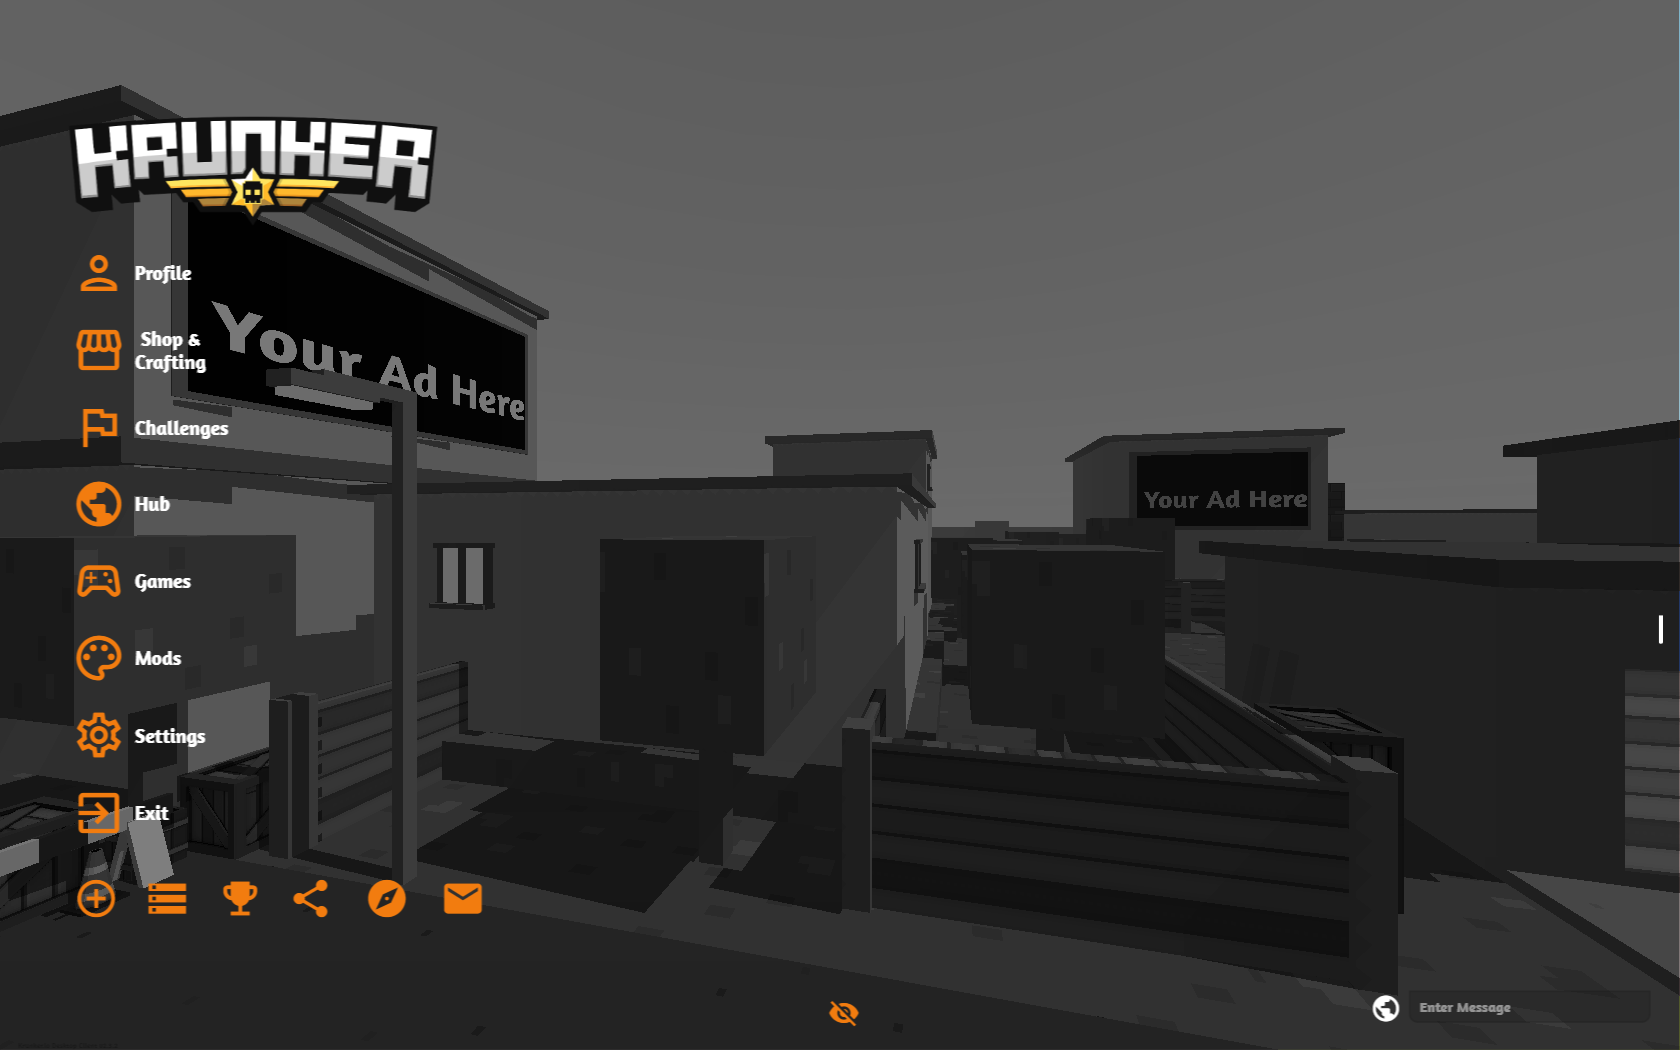 KRUNKER
Profile
Shop &
Crafting
Your Ad Here
Challenges
Hub
Your Ad Here
Games
Mods
Settings
Exit
Enter Message